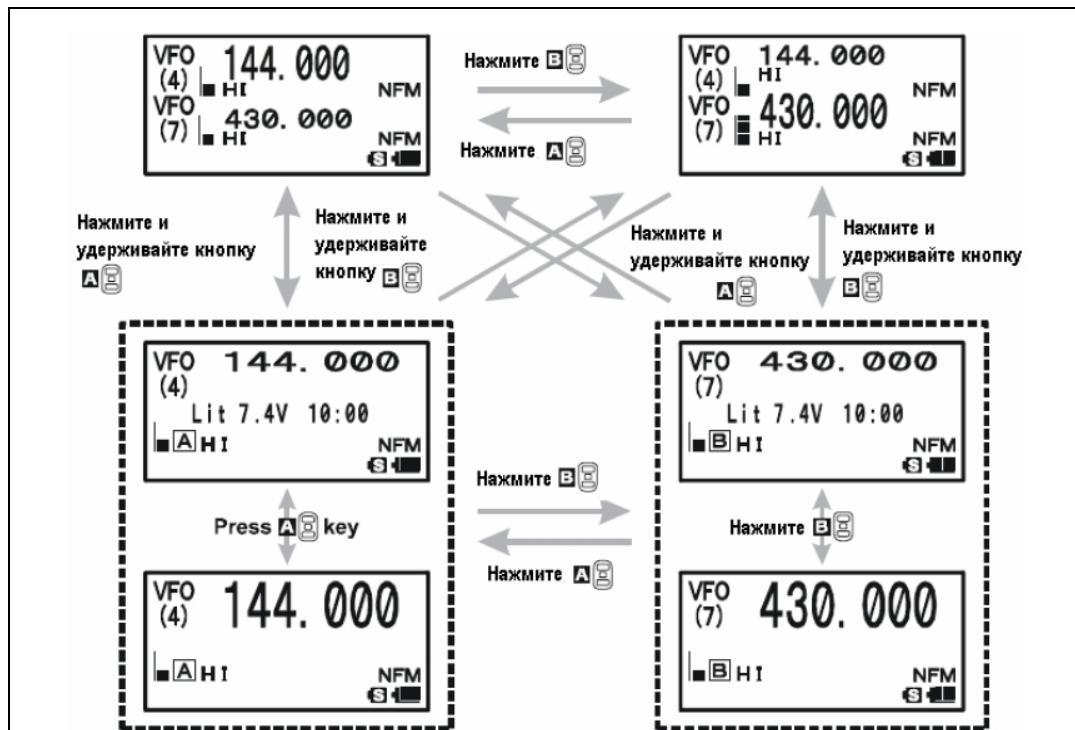 VFO 144.000
(4) HI NFM
VFO 430.000
(7) HI NFM
S
Нажмите B
Нажмите A
VFO 144.000
(4) HI NFM
VFO 430.000
(7) HI NFM
S
Нажмите и
удерживайте кнопку
A
Нажмите и
удерживайте
кнопку B
Нажмите и
удерживайте кнопку
A
Нажмите и
удерживайте кнопку
B
VFO 144.000
(4)
Lit 7.4V 10:00
A HI NFM
S
Press A key
VFO 144.000
(4)
A HI NFM
S
Нажмите B
Нажмите A
VFO 430.000
(7)
Lit 7.4V 10:00
B HI NFM
S
Нажмите B
VFO 430.000
(7)
B HI NFM
S